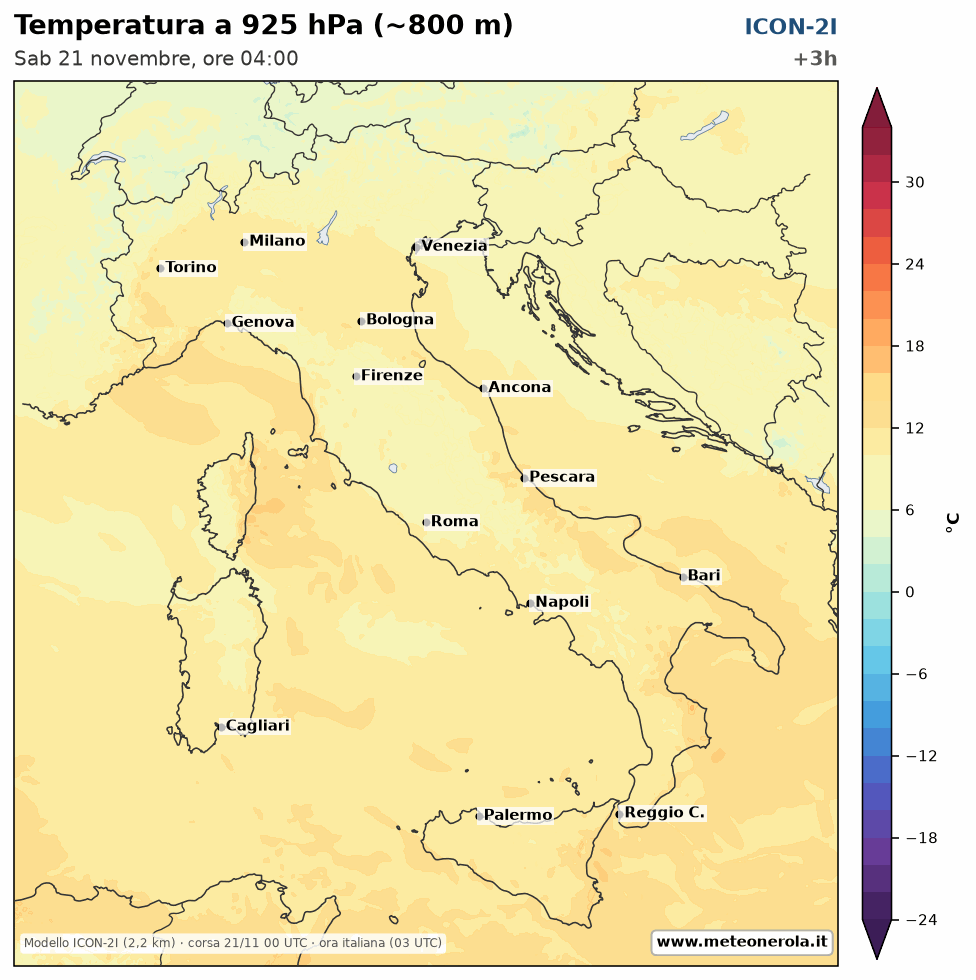 Temperatura a 925 hPa (~800 m)
ICON-2I
Sab 21 novembre, ore 04:00
+3h
Milano
Venezia
Torino
Genova
Bologna
Firenze
Ancona
Pescara
Roma
Bari
Napoli
Cagliari
Palermo
Reggio C.
30
24
18
12
6
0
−6
−12
−18
−24
°C
Modello ICON-2I (2,2 km) · corsa 21/11 00 UTC · ora italiana (03 UTC)
www.meteonerola.it